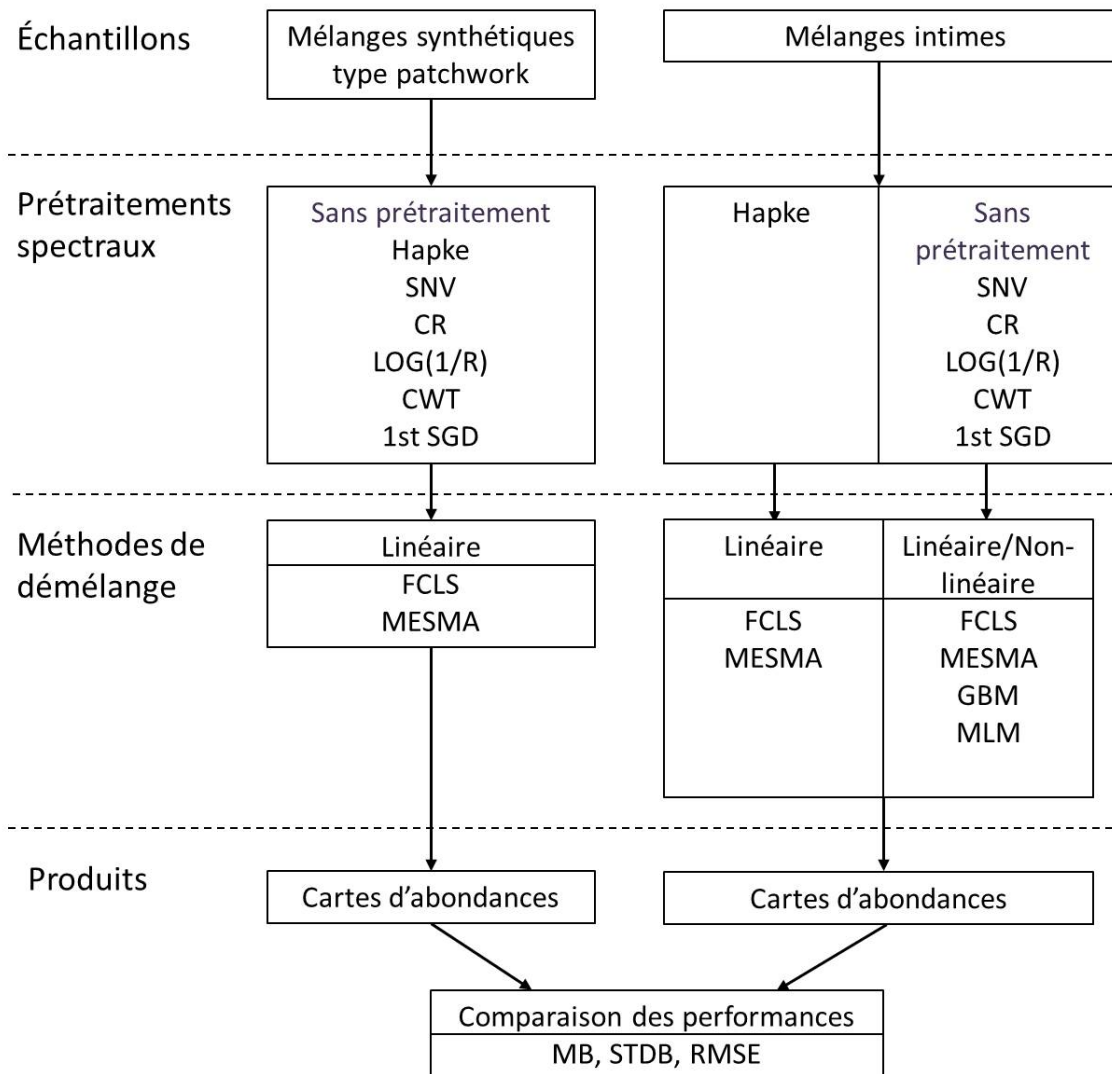 Échantillons
Mélanges synthétiques
type patchwork
Mélanges intimes
Prétraitements
spectraux
Sans prétraitement
Hapke
SNV
CR
LOG(1/R)
CWT
1st SGD
Hapke
Sans
prétraitement
SNV
CR
LOG(1/R)
CWT
1st SGD
Méthodes de
démélange
Linéaire
FCLS
MESMA
Linéaire
FCLS
MESMA
Linéaire/Non-
linéaire
FCLS
MESMA
GBM
MLM
Produits
Cartes d’abondances
Cartes d’abondances
Comparaison des performances
MB, STDB, RMSE